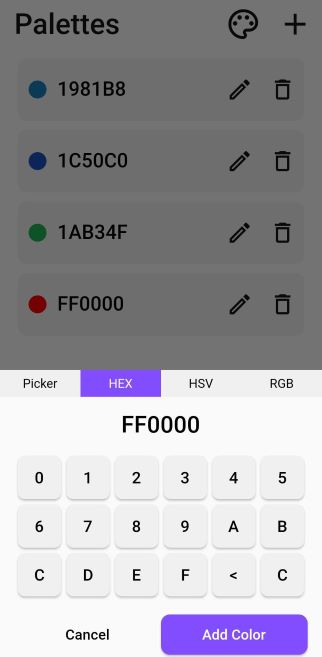 Palettes
1981B8
1C50C0
1AB34F
FF0000
Picker HEX HSV RGB
FF0000
0 1 2 3 4 5
6 7 8 9 A B
C D E F < C
Cancel Add Color